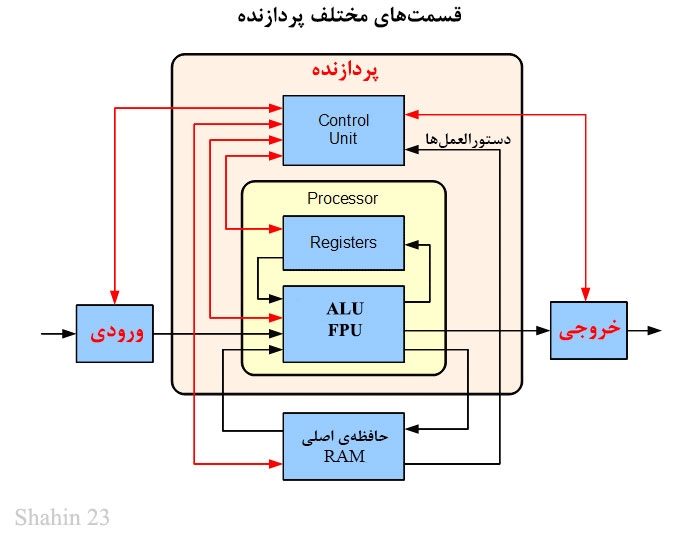 قسمت‌های مختلف پردازنده
پردازنده
Control
Unit
دستورالعمل‌ها
Processor
Registers
ALU
FPU
ورودی
خروجی
حافظه‌ی اصلی
RAM
Shahin 23